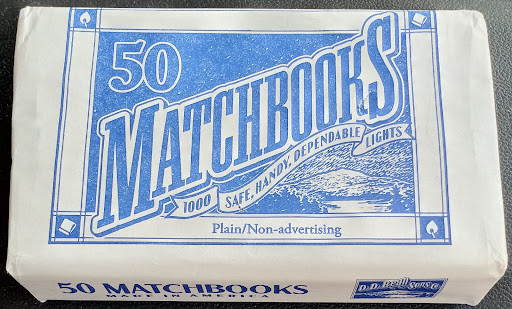 50
MATCHBOOKS
1000 SAFE, HANDY, DEPENDABLE LIGHTS
Plain/Non-advertising
50 MATCHBOOKS
MADE IN AMERICA
D.D. Bean & Sons Co.